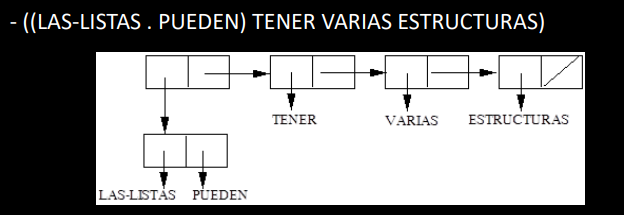 - ((LAS-LISTAS . PUEDEN) TENER VARIAS ESTRUCTURAS)
TENER VARIAS ESTRUCTURAS
LAS-LISTAS PUEDEN